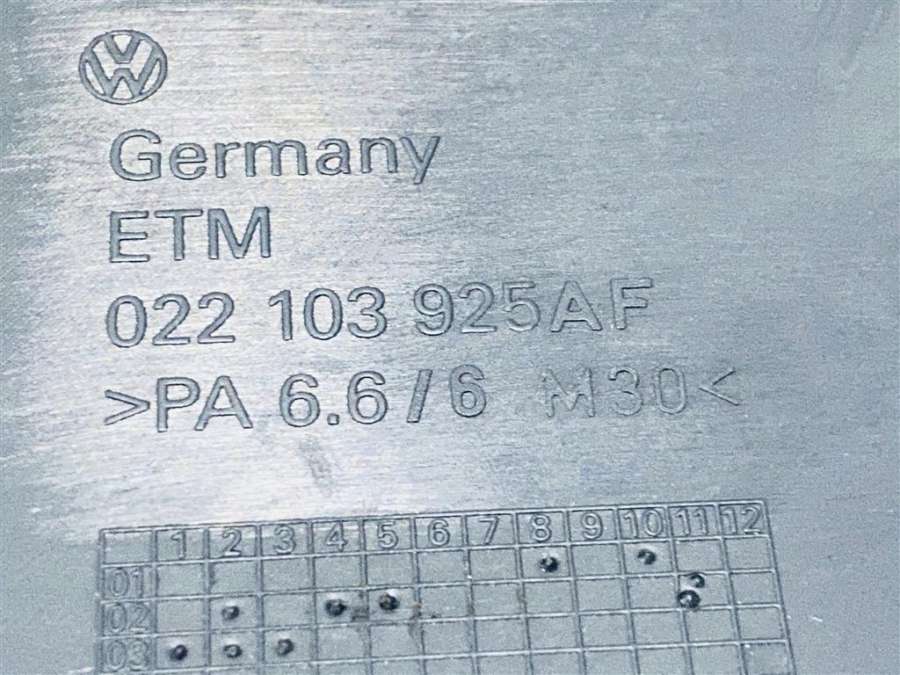 Germany
ETM
022 103 925AF
>PA 6.6/6 M30<
1 2 3 4 5 6 7 8 9 10 11 12
01
02
03